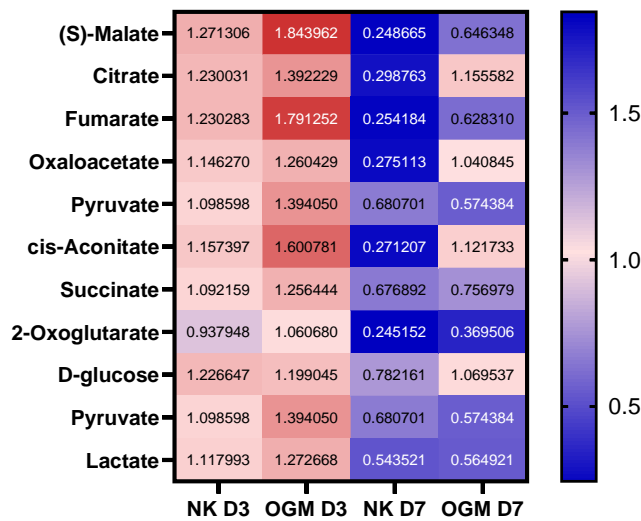 (S)-Malate 1.271306 1.843962 0.248665 0.646348
Citrate 1.230031 1.392229 0.298763 1.155582
Fumarate 1.230283 1.791252 0.254184 0.628310
Oxaloacetate 1.146270 1.260429 0.275113 1.040845
Pyruvate 1.098598 1.394050 0.680701 0.574384
cis-Aconitate 1.157397 1.600781 0.271207 1.121733
Succinate 1.092159 1.256444 0.676892 0.756979
2-Oxoglutarate 0.937948 1.060680 0.245152 0.369506
D-glucose 1.226647 1.199045 0.782161 1.069537
Pyruvate 1.098598 1.394050 0.680701 0.574384
Lactate 1.117993 1.272668 0.543521 0.564921
NK D3 OGM D3 NK D7 OGM D7
1.5
1.0
0.5